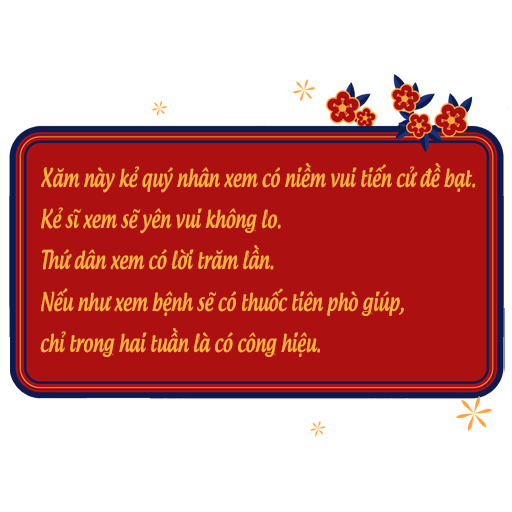 Xăm này kẻ quý nhân xem có niềm vui tiến cử đề bạt.
Kẻ sĩ xem sẽ yên vui không lo.
Thứ dân xem có lời trăm lần.
Nếu như xem bệnh sẽ có thuốc tiên phò giúp,
chỉ trong hai tuần là có công hiệu.